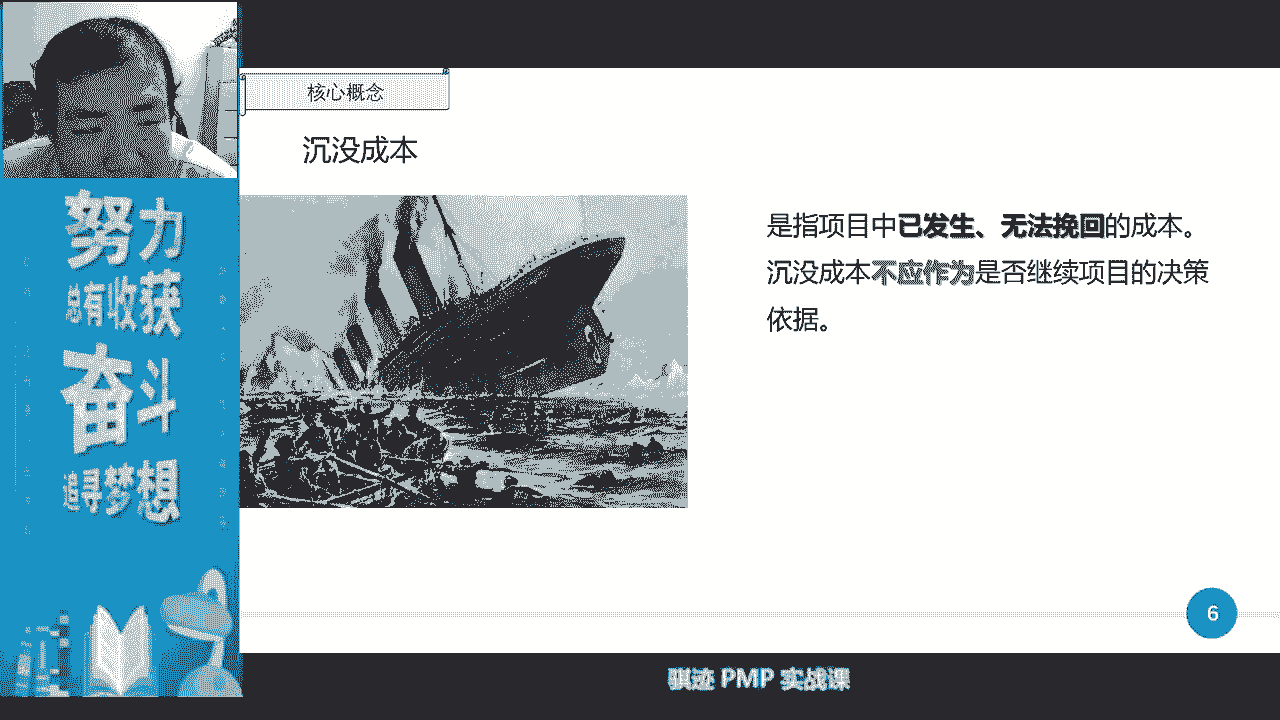 核心概念
沉没成本
是指项目中已发生、无法挽回的成本。
沉没成本不应作为是否继续项目的决策
依据。
努力
总有收获
奋斗
追寻梦想
6
骐迹 PMP 实战课